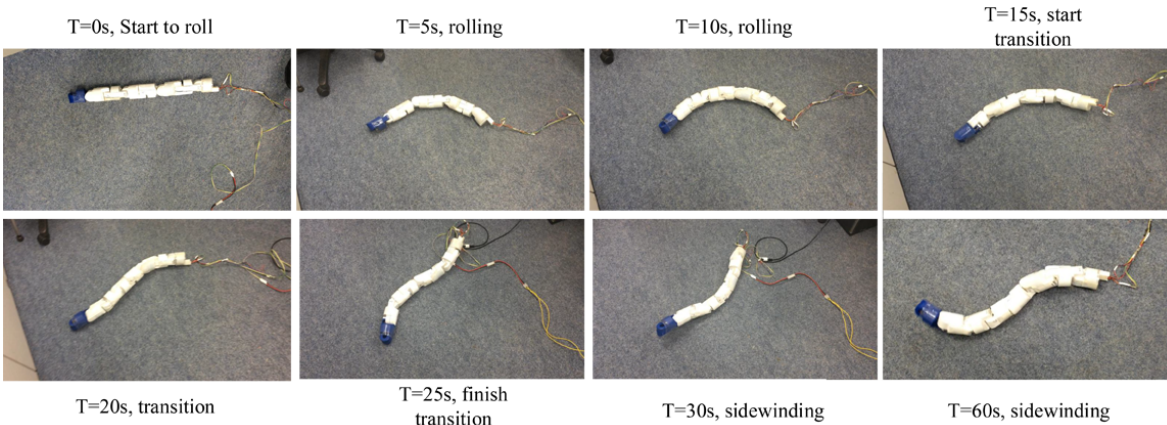 T=0s, Start to roll
T=5s, rolling
T=10s, rolling
T=15s, start
transition
T=20s, transition
T=25s, finish
transition
T=30s, sidewinding
T=60s, sidewinding